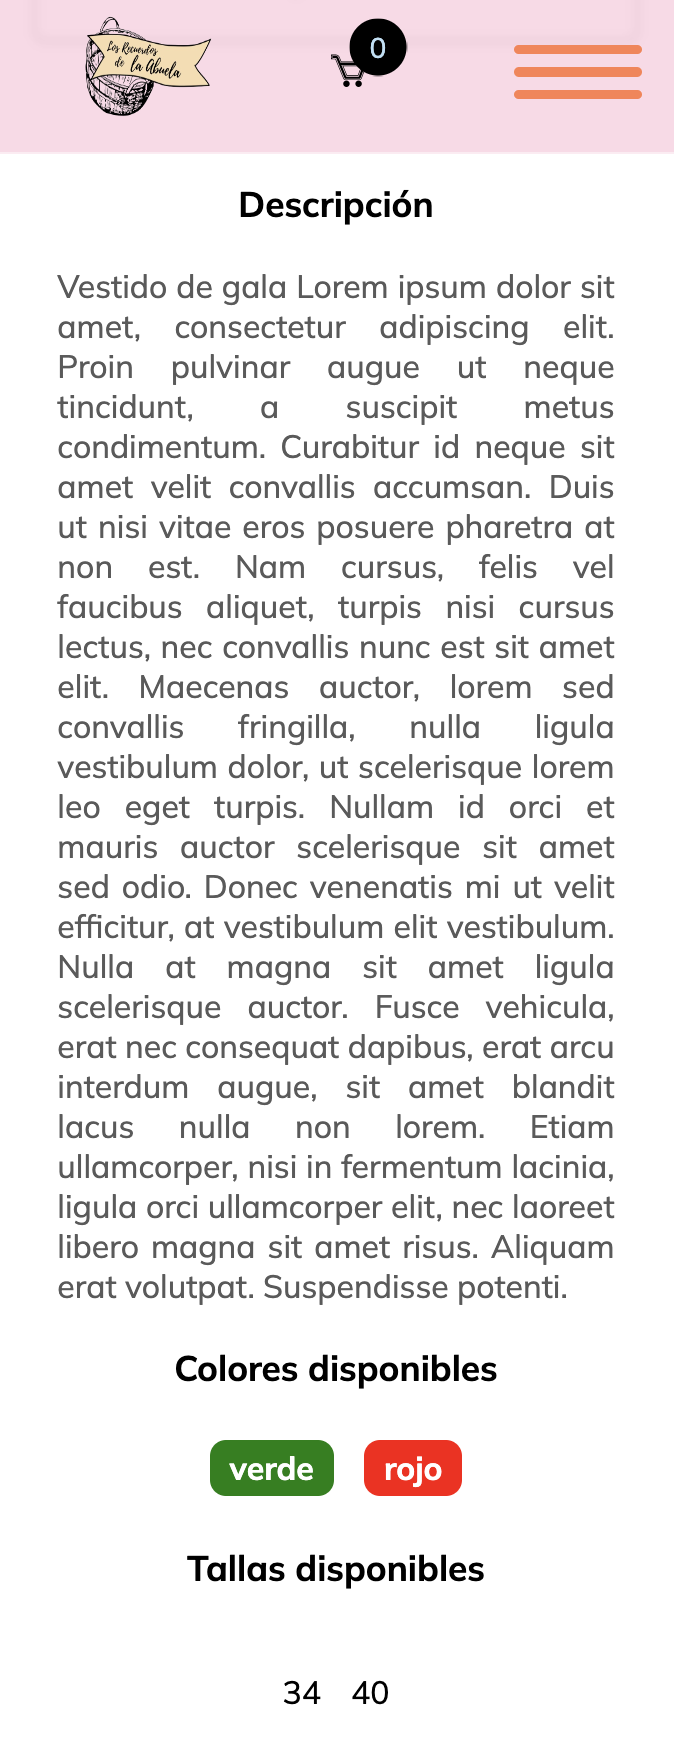 Los Recuerdos
de la Abuela
0
Descripción
Vestido de gala Lorem ipsum dolor sit
amet, consectetur adipiscing elit.
Proin pulvinar augue ut neque
tincidunt, a suscipit metus
condimentum. Curabitur id neque sit
amet velit convallis accumsan. Duis
ut nisi vitae eros posuere pharetra at
non est. Nam cursus, felis vel
faucibus aliquet, turpis nisi cursus
lectus, nec convallis nunc est sit amet
elit. Maecenas auctor, lorem sed
convallis fringilla, nulla ligula
vestibulum dolor, ut scelerisque lorem
leo eget turpis. Nullam id orci et
mauris auctor scelerisque sit amet
sed odio. Donec venenatis mi ut velit
efficitur, at vestibulum elit vestibulum.
Nulla at magna sit amet ligula
scelerisque auctor. Fusce vehicula,
erat nec consequat dapibus, erat arcu
interdum augue, sit amet blandit
lacus nulla non lorem. Etiam
ullamcorper, nisi in fermentum lacinia,
ligula orci ullamcorper elit, nec laoreet
libero magna sit amet risus. Aliquam
erat volutpat. Suspendisse potenti.
Colores disponibles
verde rojo
Tallas disponibles
34 40